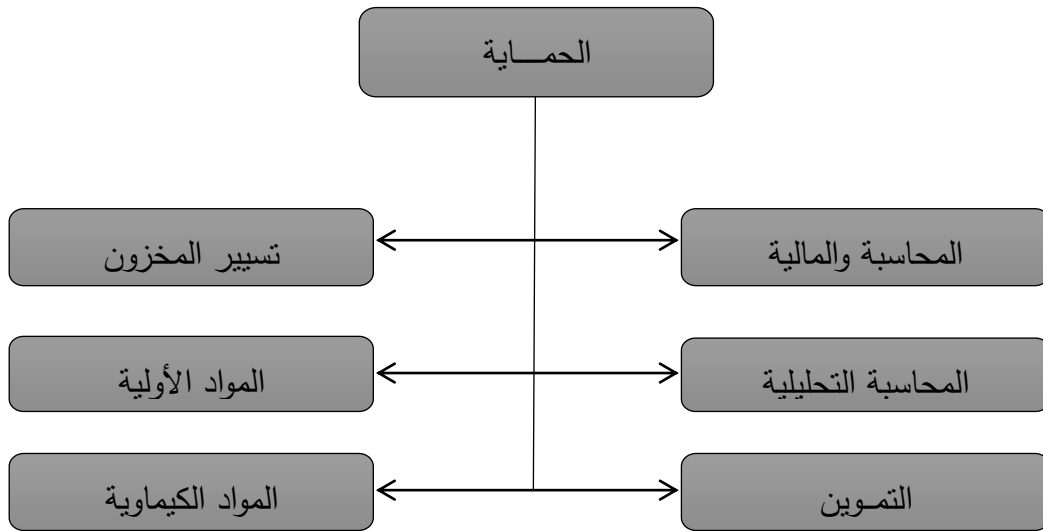 الحمـــاية
المحاسبة والمالية
تسيير المخزون
المحاسبة التحليلية
المواد الأولية
التمـوين
المواد الكيماوية